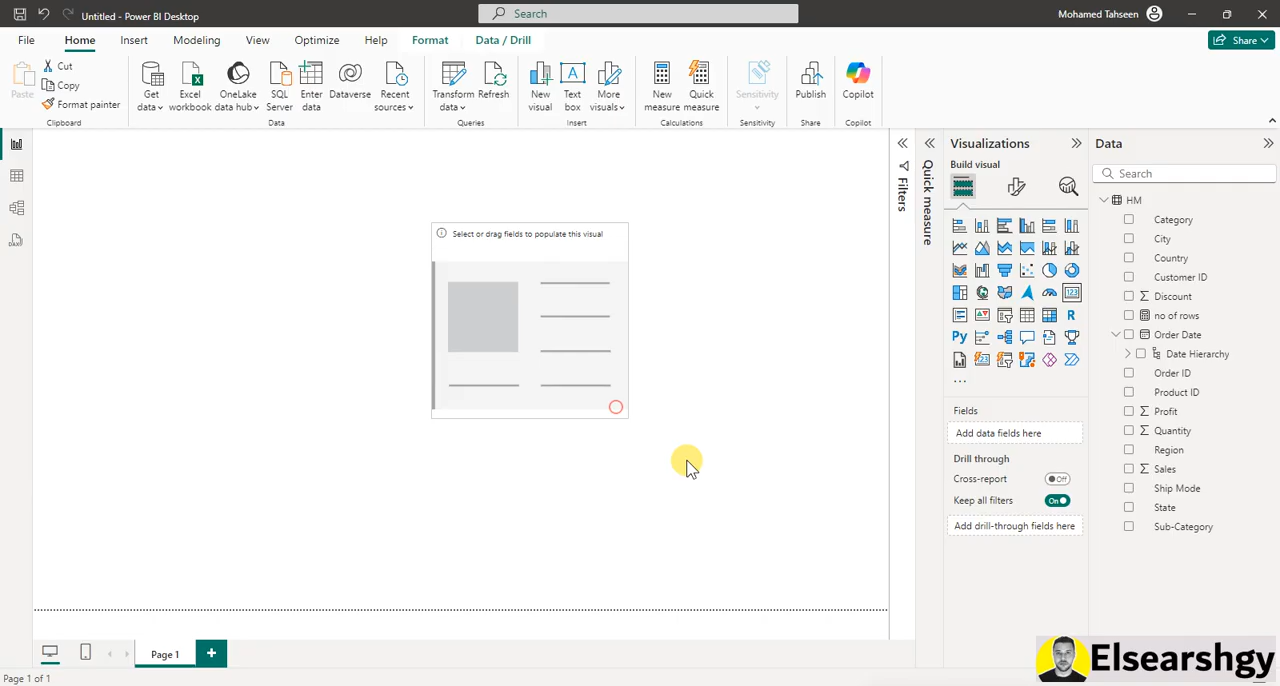 Untitled - Power BI Desktop
Search
Mohamed Tahseen
File
Home
Insert
Modeling
View
Optimize
Help
Format
Data / Drill
Share
Paste
Cut
Copy
Format painter
Clipboard
Get data
Excel workbook
OneLake data hub
SQL Server
Enter data
Dataverse
Recent sources
Data
Transform data
Refresh
Queries
New visual
Text box
More visuals
Insert
New measure
Quick measure
Calculations
Sensitivity
Sensitivity
Publish
Share
Copilot
Copilot
Select or drag fields to populate this visual
Filters
Quick measure
Visualizations
Build visual
123
R
Py
Fields
Add data fields here
Drill through
Cross-report
Off
Keep all filters
On
Add drill-through fields here
Data
Search
HM
Category
City
Country
Customer ID
Discount
no of rows
Order Date
Date Hierarchy
Order ID
Product ID
Profit
Quantity
Region
Sales
Ship Mode
State
Sub-Category
Page 1
Page 1 of 1
Elsearshgy